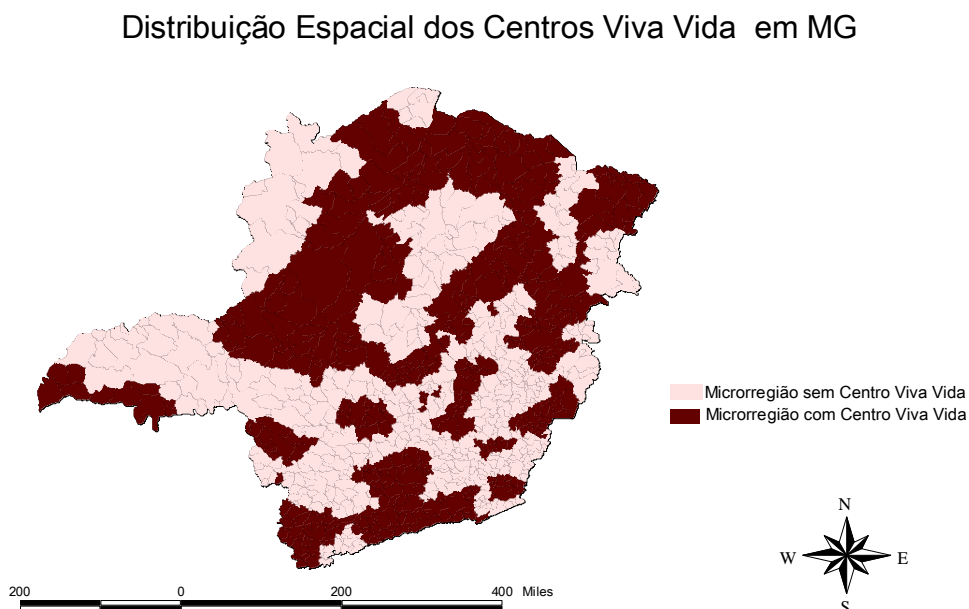 Distribuição Espacial dos Centros Viva Vida em MG
Microrregião sem Centro Viva Vida
Microrregião com Centro Viva Vida
N
W E
S
200 0 200 400 Miles